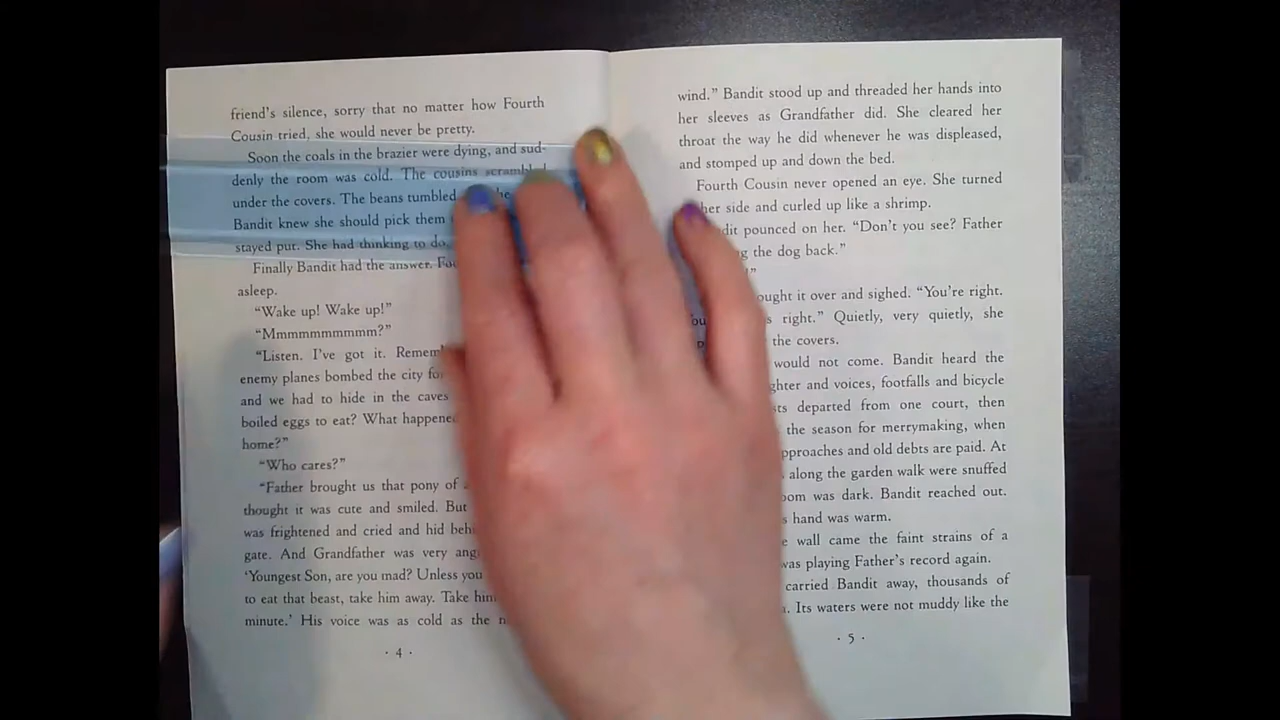 friend's silence, sorry that no matter how Fourth
Cousin tried, she would never be pretty.
Soon the coals in the brazier were dying, and sud-
denly the room was cold. The cousins scrambled
under the covers. The beans tumbled
Bandit knew she should pick them
stayed put. She had thinking to do.
Finally Bandit had the answer.
asleep.
"Wake up! Wake up!"
"Mmmmmmmmm?"
"Listen. I've got it.
enemy planes bombed the city
and we had to hide in the caves
boiled eggs to eat? What
home?"
"Who cares?"
"Father brought us that pony of
thought it was cute and smiled. But
was frightened and cried and hid
gate. And Grandfather was very
'Youngest Son, are you mad? Unless you
to eat that beast, take him away. Take him
minute.' His voice was as cold as the
· 4 ·
wind." Bandit stood up and threaded her hands into
her sleeves as Grandfather did. She cleared her
throat the way he did whenever he was displeased,
and stomped up and down the bed.
Fourth Cousin never opened an eye. She turned
her side and curled up like a shrimp.
pounced on her. "Don't you see? Father
the dog back."
it over and sighed. "You're right.
right." Quietly, very quietly, she
the covers.
would not come. Bandit heard the
and voices, footfalls and bicycle
departed from one court, then
the season for merrymaking, when
and old debts are paid. At
along the garden walk were snuffed
was dark. Bandit reached out.
hand was warm.
wall came the faint strains of a
was playing Father's record again.
carried Bandit away, thousands of
Its waters were not muddy like the
· 5 ·